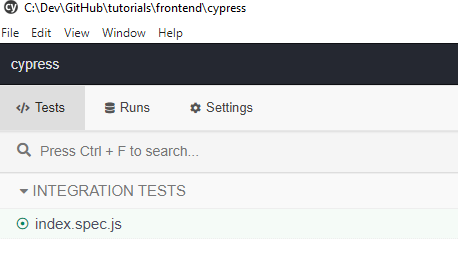 cy C:\Dev\GitHub\tutorials\frontend\cypress
File Edit View Window Help
cypress
</> Tests Runs Settings
Press Ctrl + F to search...
INTEGRATION TESTS
index.spec.js